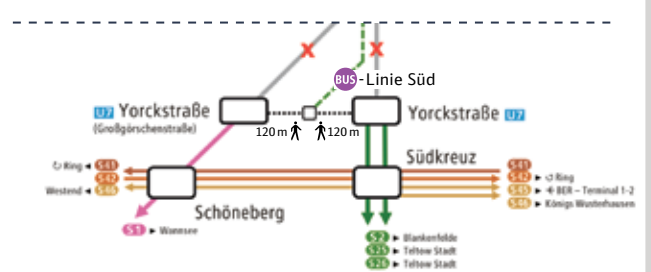 BUS-Linie Süd
U7 Yorckstraße
(Großgörschenstraße)
Yorckstraße U7
120 m
120 m
Südkreuz
Ring S41
S42
Westend S46
S41
S42 Ring
S45 BER – Terminal 1-2
S46 Königs Wusterhausen
Schöneberg
S1 Wannsee
S2 Blankenfelde
S25 Teltow Stadt
S26 Teltow Stadt